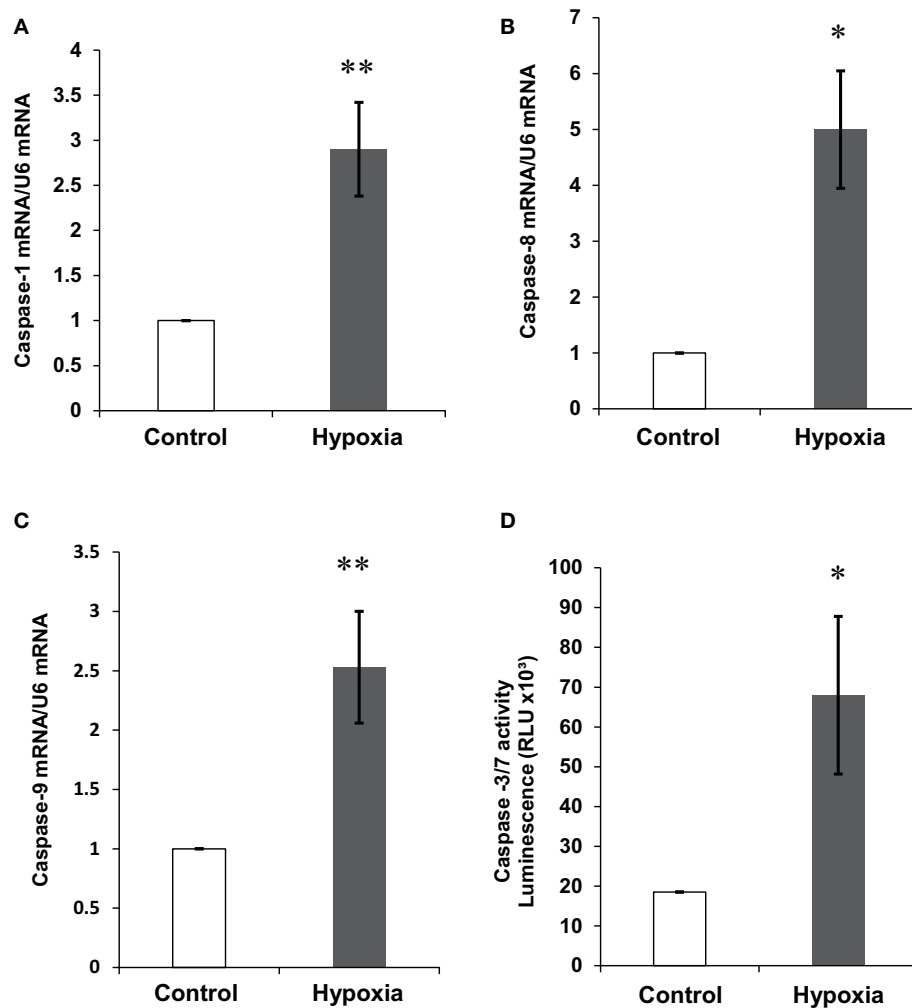 A
Caspase-1 mRNA/U6 mRNA
4
3.5
3
2.5
2
1.5
1
0.5
0
**
Control
Hypoxia
B
Caspase-8 mRNA/U6 mRNA
7
6
5
4
3
2
1
0
*
Control
Hypoxia
C
Caspase-9 mRNA/U6 mRNA
3.5
3
2.5
2
1.5
1
0.5
0
**
Control
Hypoxia
D
Caspase -3/7 activity
Luminescence (RLU x10³)
100
90
80
70
60
50
40
30
20
10
0
*
Control
Hypoxia